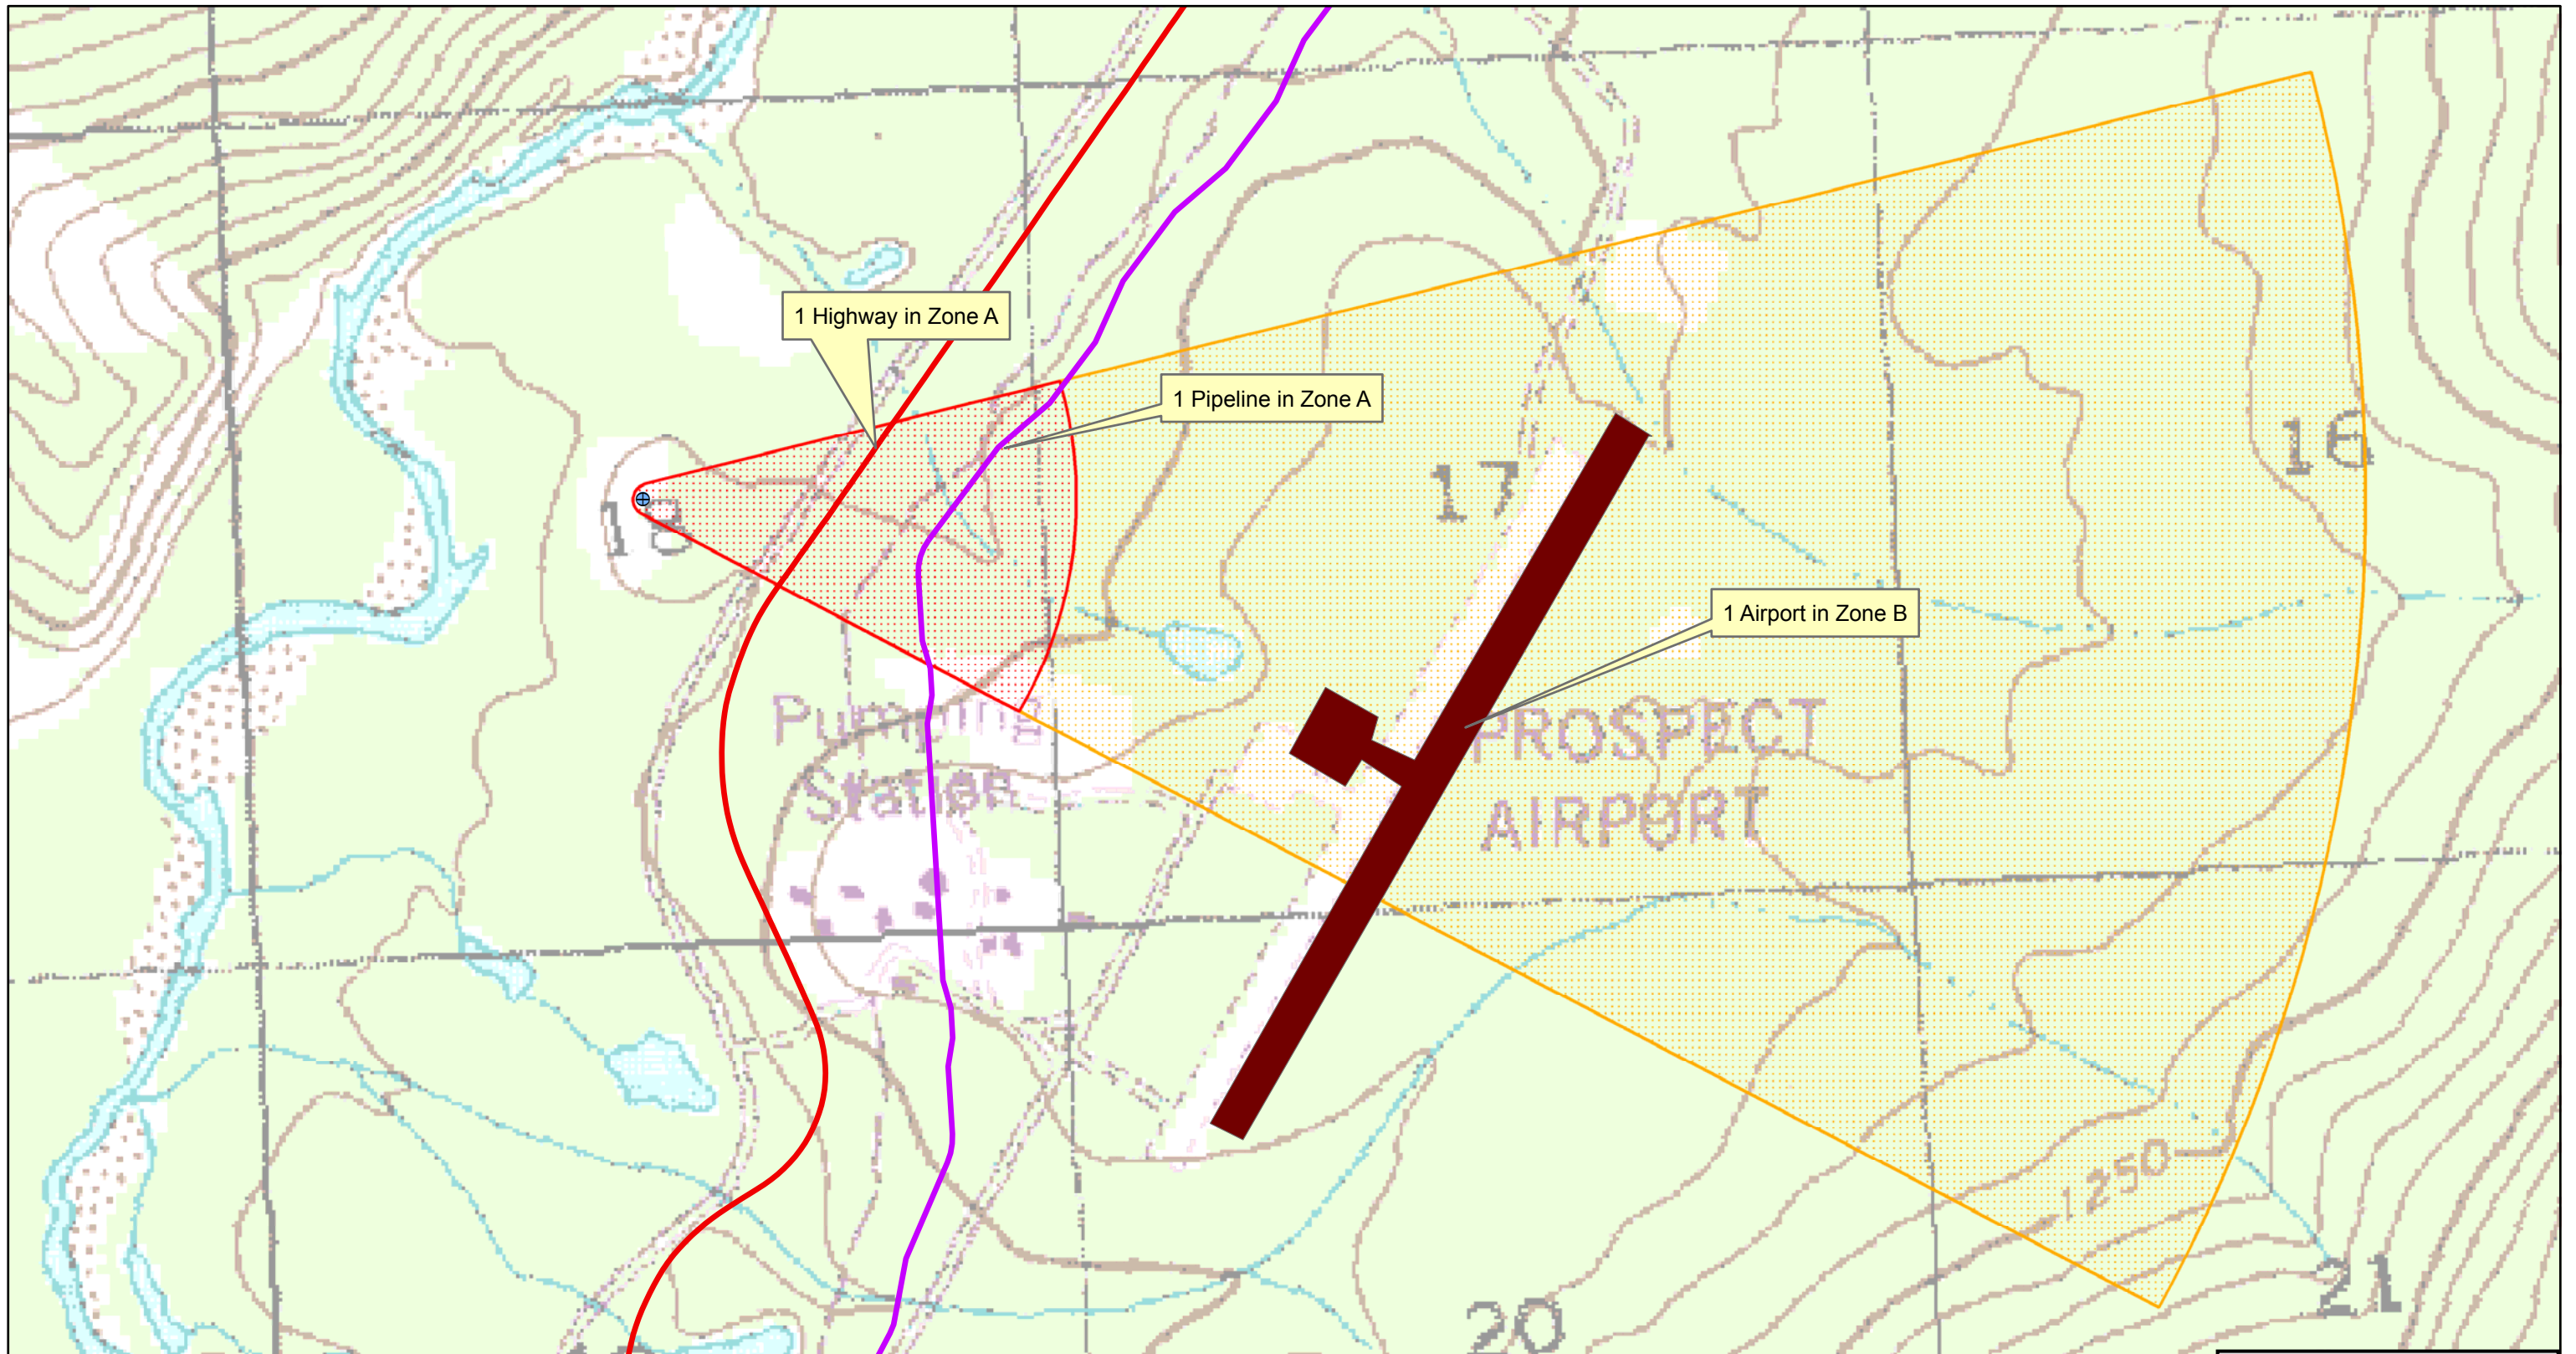 1 Highway in Zone A
1 Pipeline in Zone A
16
17
18
1 Airport in Zone B
Pumping
Station
PROSPECT
AIRPORT
1250
21
20